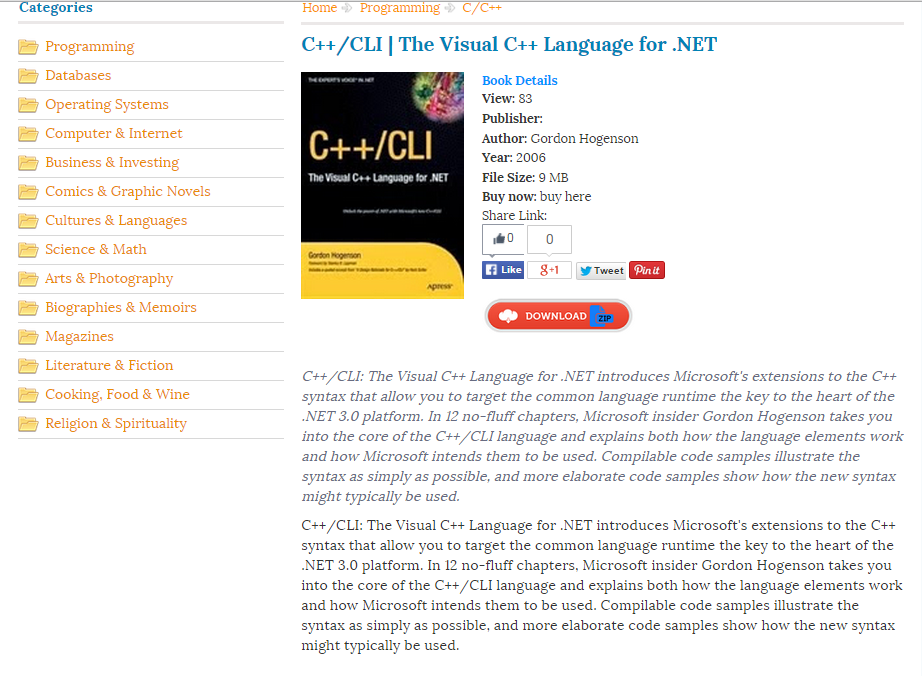 Categories
Programming
Databases
Operating Systems
Computer & Internet
Business & Investing
Comics & Graphic Novels
Cultures & Languages
Science & Math
Arts & Photography
Biographies & Memoirs
Magazines
Literature & Fiction
Cooking, Food & Wine
Religion & Spirituality
Home Programming C/C++
C++/CLI | The Visual C++ Language for .NET
THE EXPERT'S VOICE® IN .NET
C++/CLI
The Visual C++ Language for .NET
Gordon Hogenson
Apress®
Book Details
View: 83
Publisher:
Author: Gordon Hogenson
Year: 2006
File Size: 9 MB
Buy now: buy here
Share Link:
0 0
Like g+1 Tweet Pin it
DOWNLOAD ZIP
C++/CLI: The Visual C++ Language for .NET introduces Microsoft's extensions to the C++
syntax that allow you to target the common language runtime the key to the heart of the
.NET 3.0 platform. In 12 no-fluff chapters, Microsoft insider Gordon Hogenson takes you
into the core of the C++/CLI language and explains both how the language elements work
and how Microsoft intends them to be used. Compilable code samples illustrate the
syntax as simply as possible, and more elaborate code samples show how the new syntax
might typically be used.
C++/CLI: The Visual C++ Language for .NET introduces Microsoft's extensions to the C++
syntax that allow you to target the common language runtime the key to the heart of the
.NET 3.0 platform. In 12 no-fluff chapters, Microsoft insider Gordon Hogenson takes you
into the core of the C++/CLI language and explains both how the language elements work
and how Microsoft intends them to be used. Compilable code samples illustrate the
syntax as simply as possible, and more elaborate code samples show how the new syntax
might typically be used.